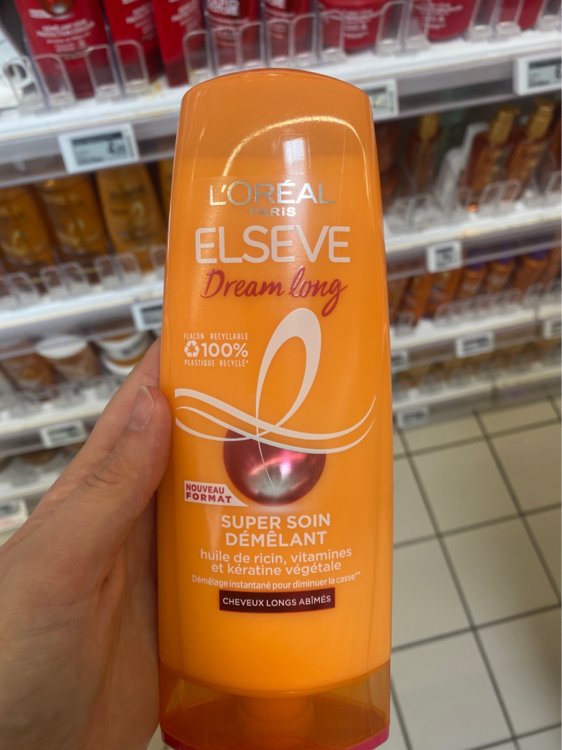 L'ORÉAL
PARIS
ELSEVE
Dream long
FLACON RECYCLABLE
100%
PLASTIQUE RECYCLÉ*
NOUVEAU
FORMAT
SUPER SOIN
DÉMÊLANT
huile de ricin, vitamines
et kératine végétale
Démêlage instantané pour diminuer la casse**
CHEVEUX LONGS ABÎMÉS